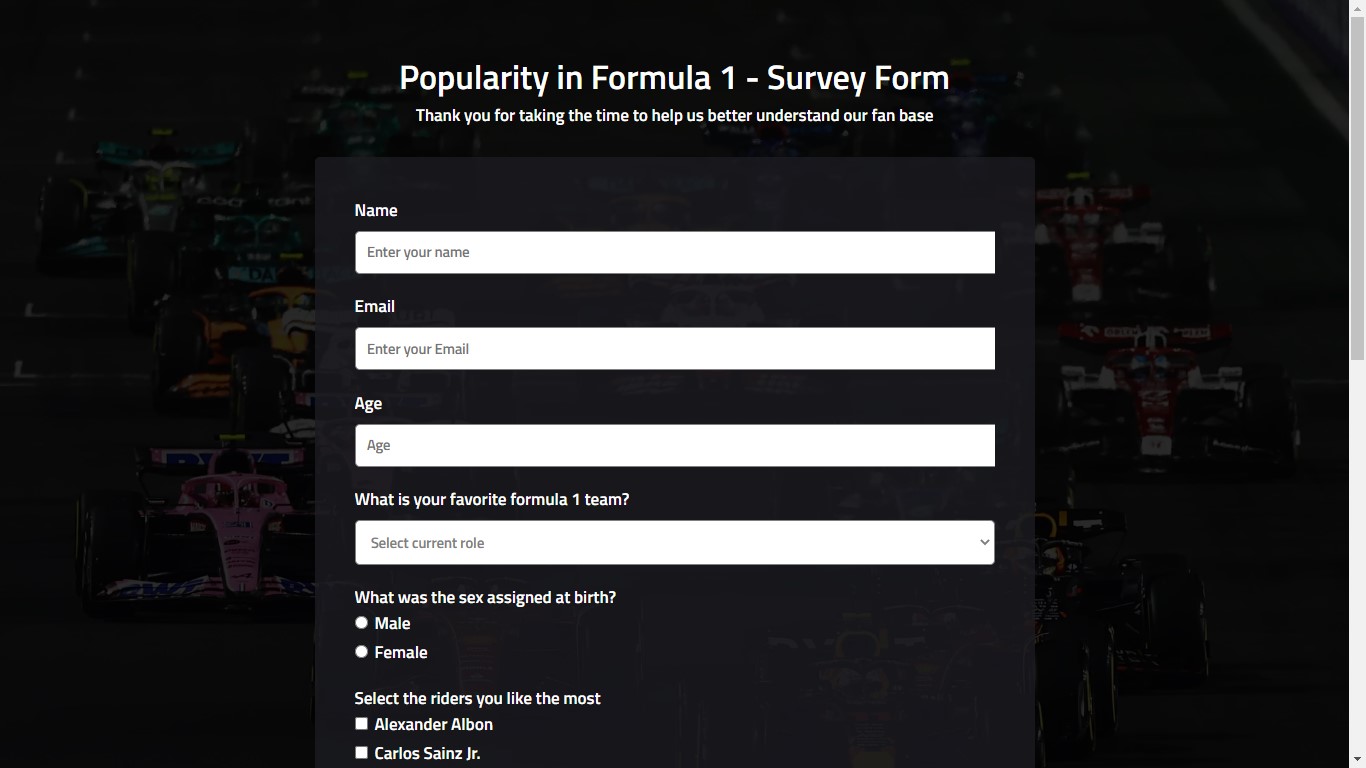 Popularity in Formula 1 - Survey Form
Thank you for taking the time to help us better understand our fan base
Name
Enter your name
Email
Enter your Email
Age
Age
What is your favorite formula 1 team?
Select current role
What was the sex assigned at birth?
Male
Female
Select the riders you like the most
Alexander Albon
Carlos Sainz Jr.